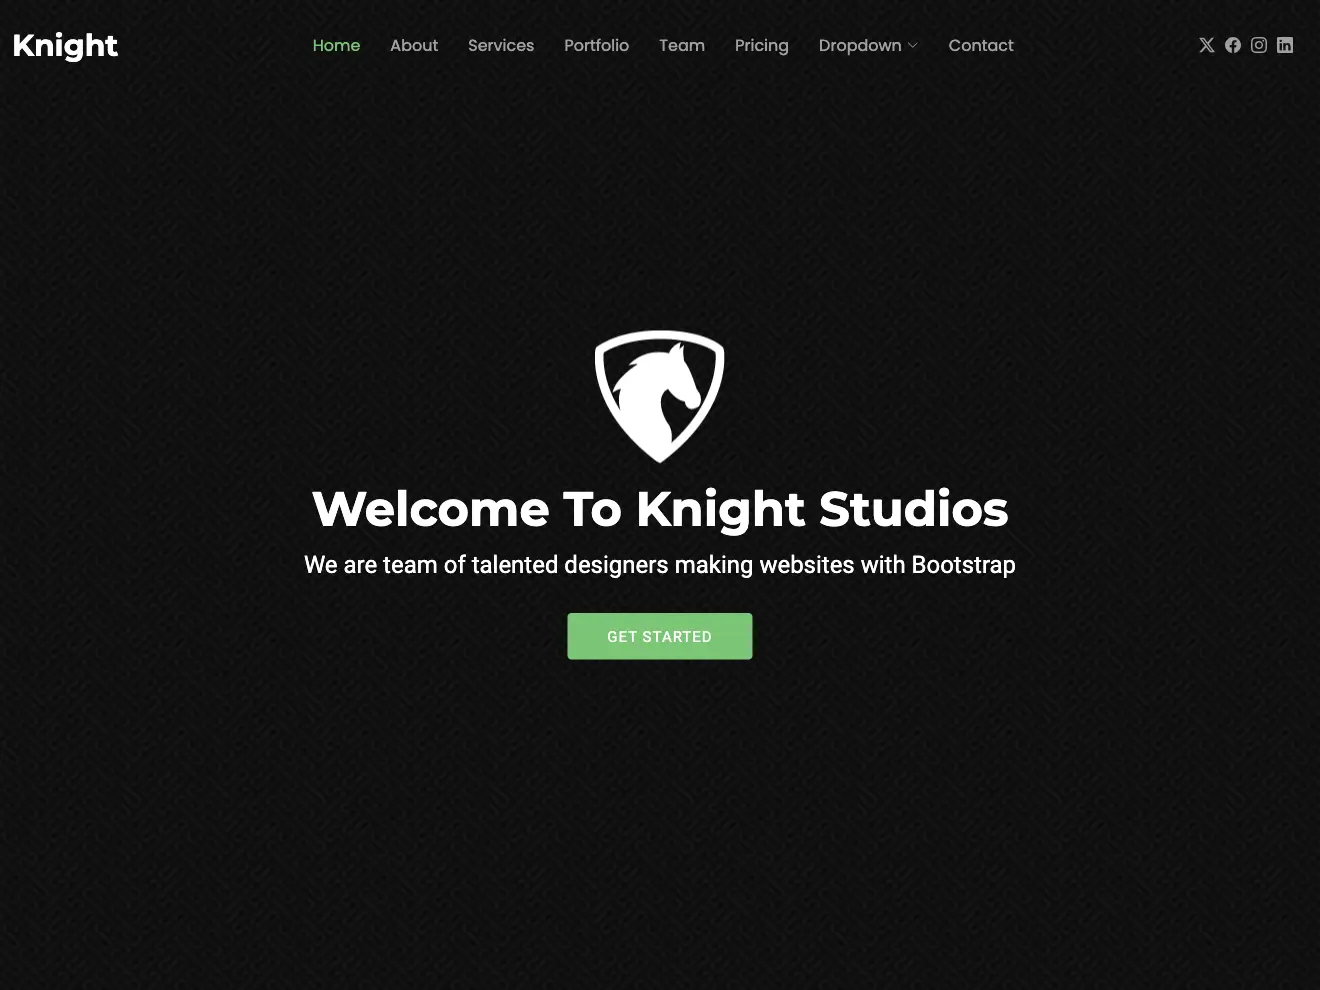 Knight
Home About Services Portfolio Team Pricing Dropdown Contact
Welcome To Knight Studios
We are team of talented designers making websites with Bootstrap
GET STARTED